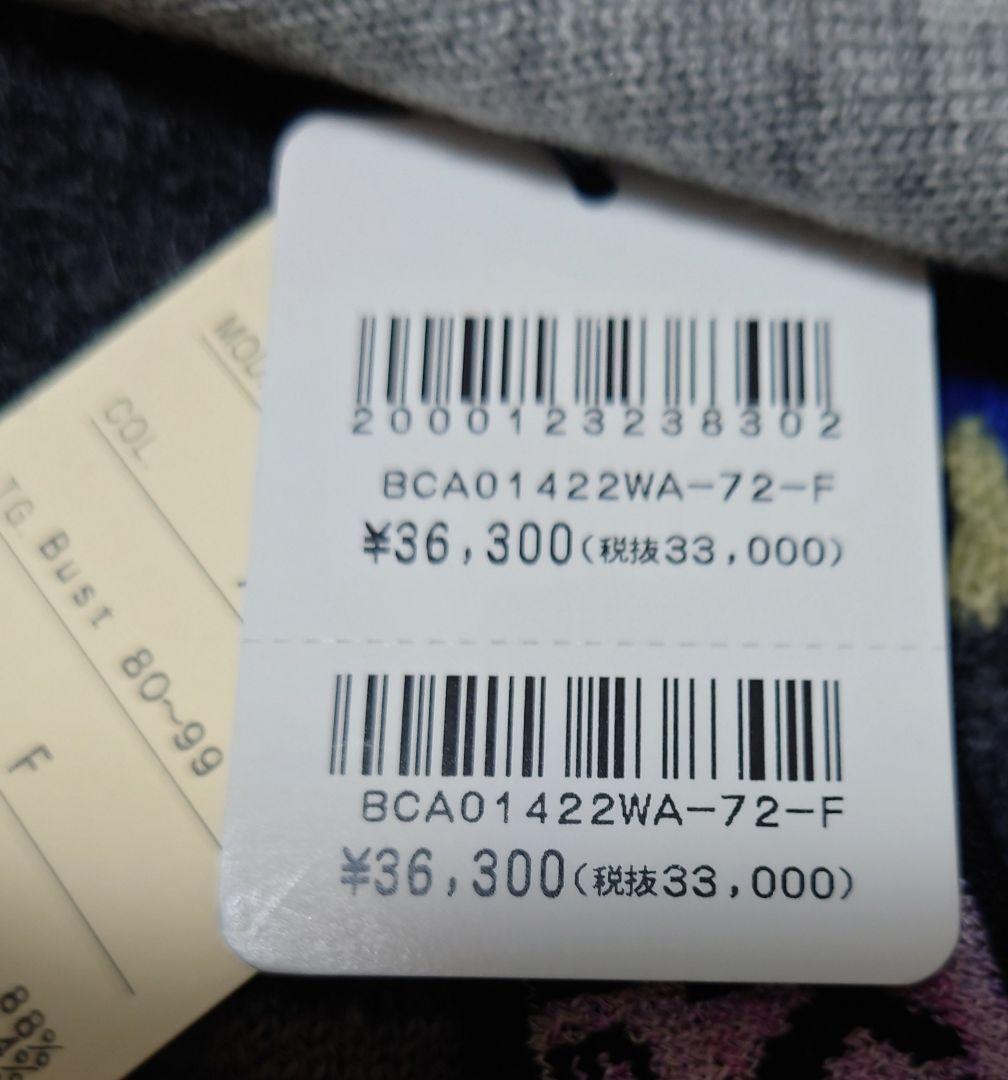 2000123238302
BCA01422WA-72-F
¥36,300(税抜33,000)
BCA01422WA-72-F
¥36,300(税抜33,000)
COL
TG. Bust 80~99
F
88%